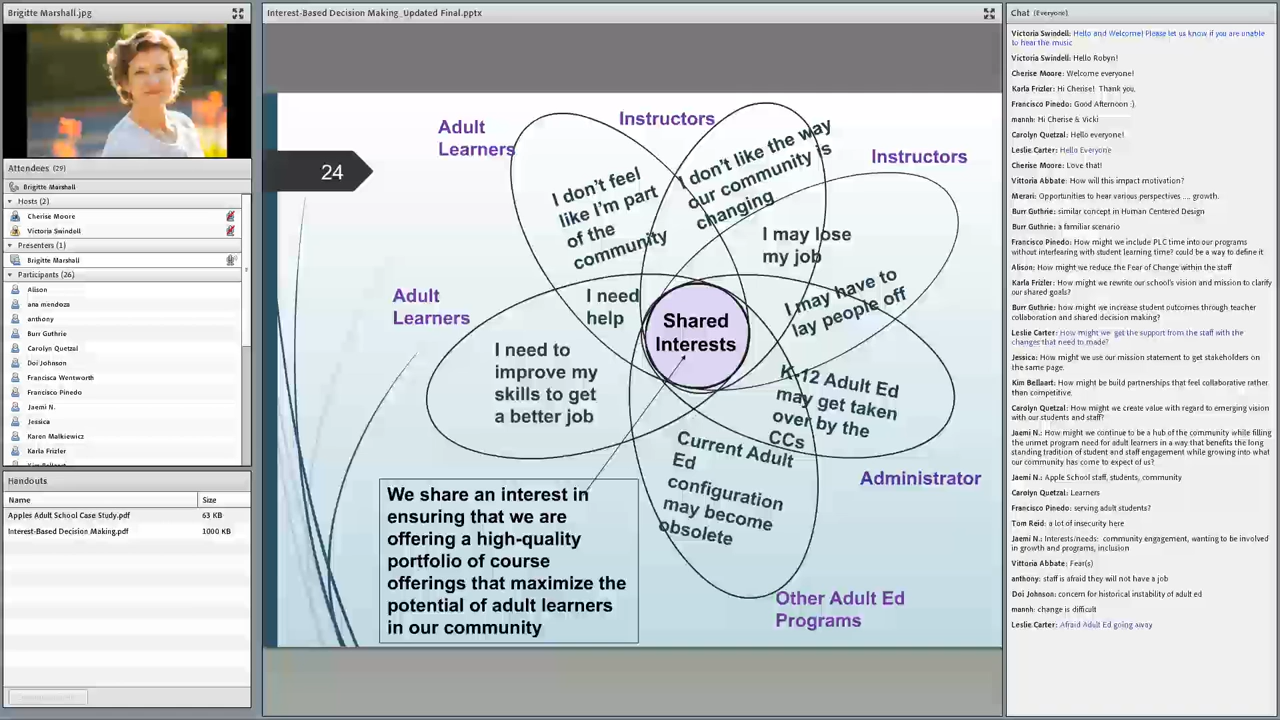 Brigitte Marshall.jpg
Attendees (29)
Brigitte Marshall
Hosts (2)
Cherise Moore
Victoria Swindell
Presenters (1)
Brigitte Marshall
Participants (26)
Alison
ana mendoza
anthony
Burr Guthrie
Carolyn Quetzal
Doi Johnson
Francisca Wentworth
Francisco Pinedo
Jaemi N.
Jessica
Karen Malkiewicz
Karla Frizler
Kim Bellaart
Handouts
Name Size
Apples Adult School Case Study.pdf 63 KB
Interest-Based Decision Making.pdf 1000 KB
Interest-Based Decision Making_Updated Final.pptx
24
Adult
Learners
Instructors
Instructors
I don't feel
like I'm part
of the
community
I don't like the way
our community is
changing
I may lose
my job
Adult
Learners
I need
help
I need to
improve my
skills to get
a better job
Shared
Interests
I may have to
lay people off
K-12 Adult Ed
may get taken
over by the
CCs
Administrator
Current Adult
Ed
configuration
may become
obsolete
Other Adult Ed
Programs
We share an interest in
ensuring that we are
offering a high-quality
portfolio of course
offerings that maximize the
potential of adult learners
in our community
Chat (Everyone)
Victoria Swindell: Hello and Welcome! Please let us know if you are unable
to hear the music
Victoria Swindell: Hello Robyn!
Cherise Moore: Welcome everyone!
Karla Frizler: Hi Cherise! Thank you.
Francisco Pinedo: Good Afternoon :).
mannh: Hi Cherise & Vicki
Carolyn Quetzal: Hello everyone!
Leslie Carter: Hello Everyone
Cherise Moore: Love that!
Vittoria Abbate: How will this impact motivation?
Merari: Opportunities to hear various perspectives .... growth.
Burr Guthrie: similar concept in Human Centered Design
Burr Guthrie: a familiar scenario
Francisco Pinedo: How might we include PLC time into our programs
without interfearing with student learning time? could be a way to define it
Alison: How might we reduce the Fear of Change within the staff
Karla Frizler: How might we rewrite our school's vision and mission to clarify
our shared goals?
Burr Guthrie: how might we increase student outcomes through teacher
collaboration and shared decision making?
Leslie Carter: How might we get the support from the staff with the
changes that need to made?
Jessica: How might we use our mission statement to get stakeholders on
the same page.
Kim Bellaart: How might be build partnerships that feel collaborative rather
than competitive.
Carolyn Quetzal: How might we create value with regard to emerging vision
with our students and staff?
Jaemi N.: How might we continue to be a hub of the community while filling
the unmet program need for adult learners in a way that benefits the long
standing tradition of student and staff engagement while growing into what
our community has come to expect of us?
Jaemi N.: Apple School staff, students, community
Carolyn Quetzal: Learners
Francisco Pinedo: serving adult students?
Tom Reid: a lot of insecurity here
Jaemi N.: Interests/needs: community engagement, wanting to be involved
in growth and programs, inclusion
Vittoria Abbate: Fear(s)
anthony: staff is afraid they will not have a job
Doi Johnson: concern for historical instability of adult ed
mannh: change is difficult
Leslie Carter: Afraid Adult Ed going away